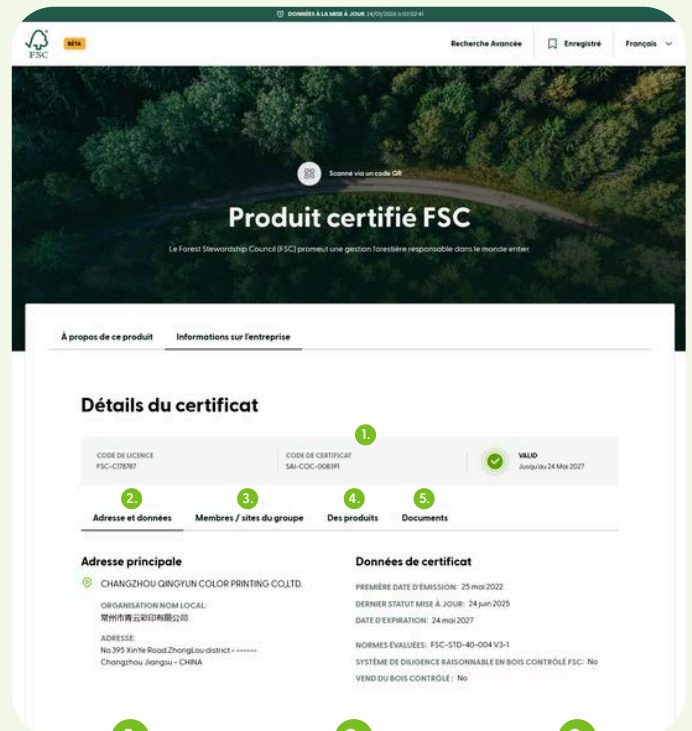 DONNÉES À LA MISE À JOUR 24/01/2026 à 02:02:41
FSC
BÊTA
Recherche Avancée
Enregistré
Français
Scanné via un code QR
Produit certifié FSC
Le Forest Stewardship Council (FSC) promeut une gestion forestière responsable dans le monde entier.
À propos de ce produit
Informations sur l'entreprise
Détails du certificat
1.
CODE DE LICENCE
FSC-C178787
CODE DE CERTIFICAT
SAI-COC-008391
VALID
Jusqu'au 24 Mai 2027
2.
3.
4.
5.
Adresse et données
Membres / sites du groupe
Des produits
Documents
Adresse principale
CHANGZHOU QINGYUN COLOR PRINTING CO.,LTD.
ORGANISATION NOM LOCAL:
常州市青云彩印有限公司
ADRESSE:
No.395 XinYe Road ZhongLou district - ------
Changzhou Jiangsu - CHINA
Données de certificat
PREMIÈRE DATE D'ÉMISSION: 25 mai 2022
DERNIER STATUT MISE À JOUR: 24 juin 2025
DATE D'EXPIRATION: 24 mai 2027
NORMES ÉVALUÉES: FSC-STD-40-004 V3-1
SYSTÈME DE DILIGENCE RAISONNABLE EN BOIS CONTRÔLÉ FSC: No
VEND DU BOIS CONTRÔLÉ : No